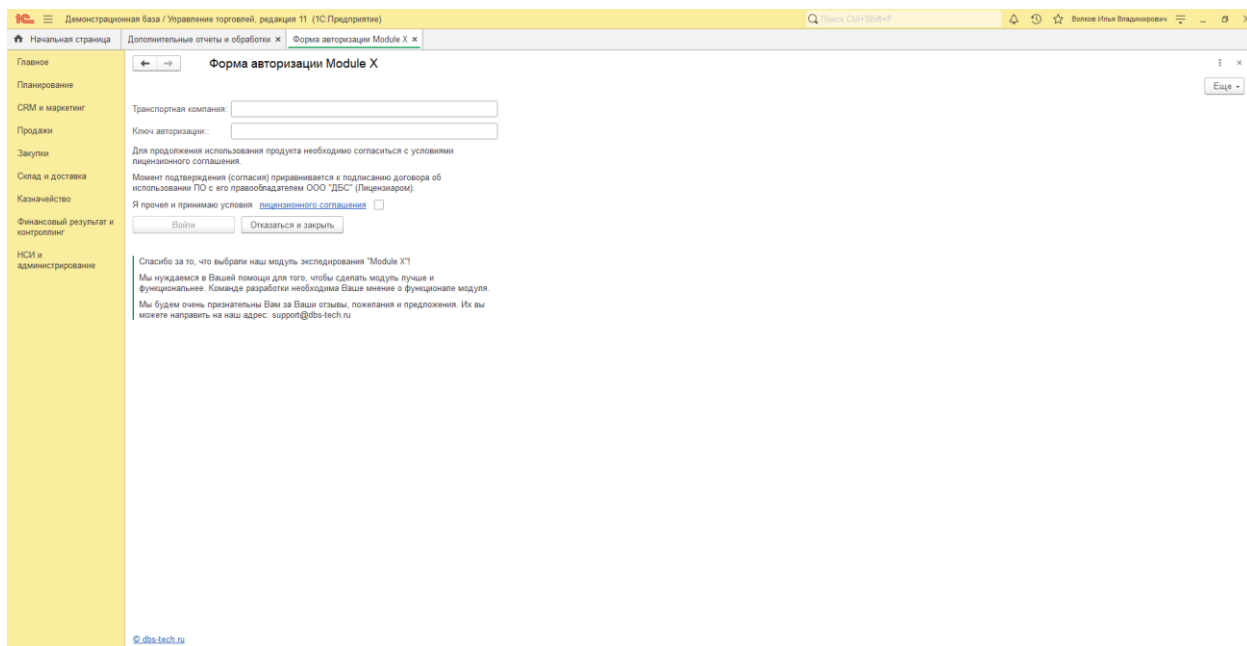 1С
Демонстрационная база / Управление торговлей, редакция 11 (1С:Предприятие)
Поиск Ctrl+Shift+F
Волков Илья Владимирович
Начальная страница
Дополнительные отчеты и обработки ×
Форма авторизации Module X ×
Главное
Планирование
CRM и маркетинг
Продажи
Закупки
Склад и доставка
Казначейство
Финансовый результат и
контроллинг
НСИ и
администрирование
Форма авторизации Module X
Еще
Транспортная компания:
Ключ авторизации::
Для продолжения использования продукта необходимо согласиться с условиями
лицензионного соглашения.
Момент подтверждения (согласия) приравнивается к подписанию договора об
использовании ПО с его правообладателем ООО "ДБС" (Лицензиаром).
Я прочел и принимаю условия лицензионного соглашения
Войти
Отказаться и закрыть
Спасибо за то, что выбрали наш модуль экспедирования "Module X"!
Мы нуждаемся в Вашей помощи для того, чтобы сделать модуль лучше и
функциональнее. Команде разработки необходима Ваше мнение о функционале модуля.
Мы будем очень признательны Вам за Ваши отзывы, пожелания и предложения. Их вы
можете направить на наш адрес: support@dbs-tech.ru
© dbs-tech.ru